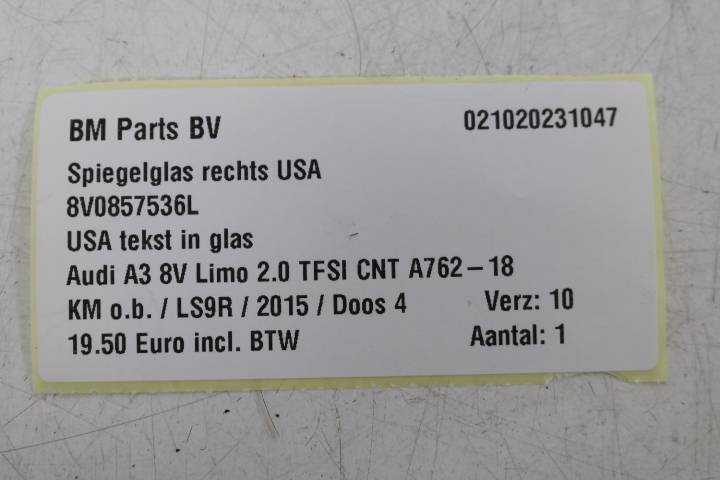 BM Parts BV 021020231047
Spiegelglas rechts USA
8V0857536L
USA tekst in glas
Audi A3 8V Limo 2.0 TFSI CNT A762-18
KM o.b. / LS9R / 2015 / Doos 4 Verz: 10
19.50 Euro incl. BTW Aantal: 1